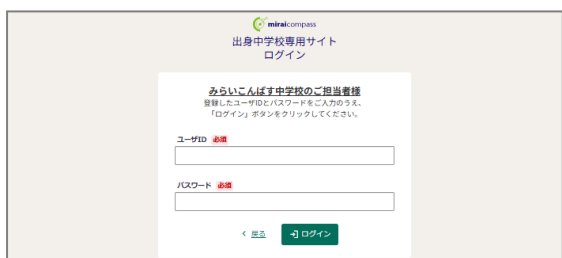 miraicompass
出身中学校専用サイト
ログイン
みらいこんぱす中学校のご担当者様
登録したユーザIDとパスワードをご入力のうえ、
「ログイン」ボタンをクリックしてください。
ユーザID 必須
パスワード 必須
戻る ログイン